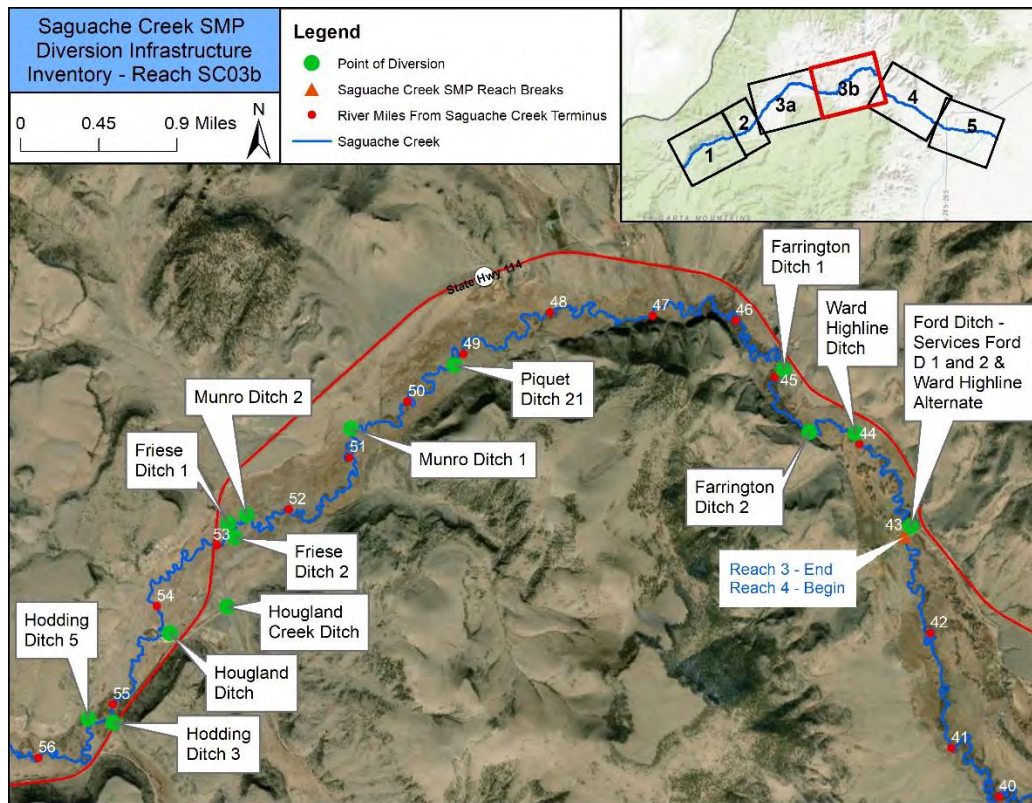 Saguache Creek SMP
Diversion Infrastructure
Inventory - Reach SC03b
0 0.45 0.9 Miles
N
Legend
Point of Diversion
Saguache Creek SMP Reach Breaks
River Miles From Saguache Creek Terminus
Saguache Creek
1
2
3a
3b
4
5
State Hwy 114
Farrington
Ditch 1
Ward
Highline
Ditch
Ford Ditch -
Services Ford
D 1 and 2 &
Ward Highline
Alternate
48
47
46
49
45
Piquet
Ditch 21
50
44
Munro Ditch 2
Munro Ditch 1
51
Friese
Ditch 1
Farrington
Ditch 2
52
43
53
Friese
Ditch 2
Reach 3 - End
Reach 4 - Begin
54
Hougland
Creek Ditch
42
Hodding
Ditch 5
Hougland
Ditch
55
Hodding
Ditch 3
56
41
40